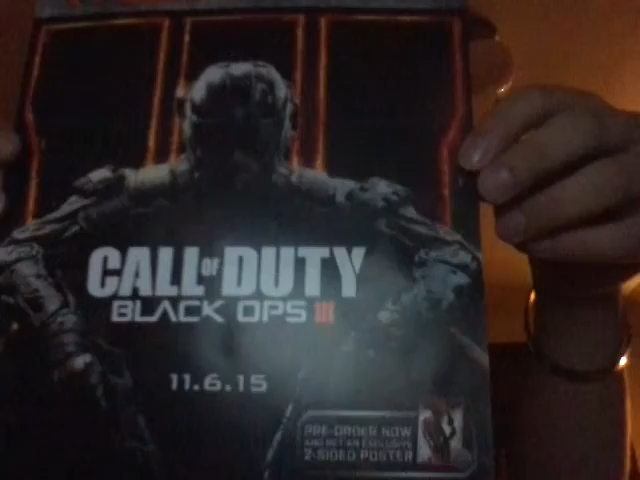 CALL OF DUTY
BLACK OPS III
11.6.15
PRE-ORDER NOW
AND GET AN EXCLUSIVE
2-SIDED POSTER